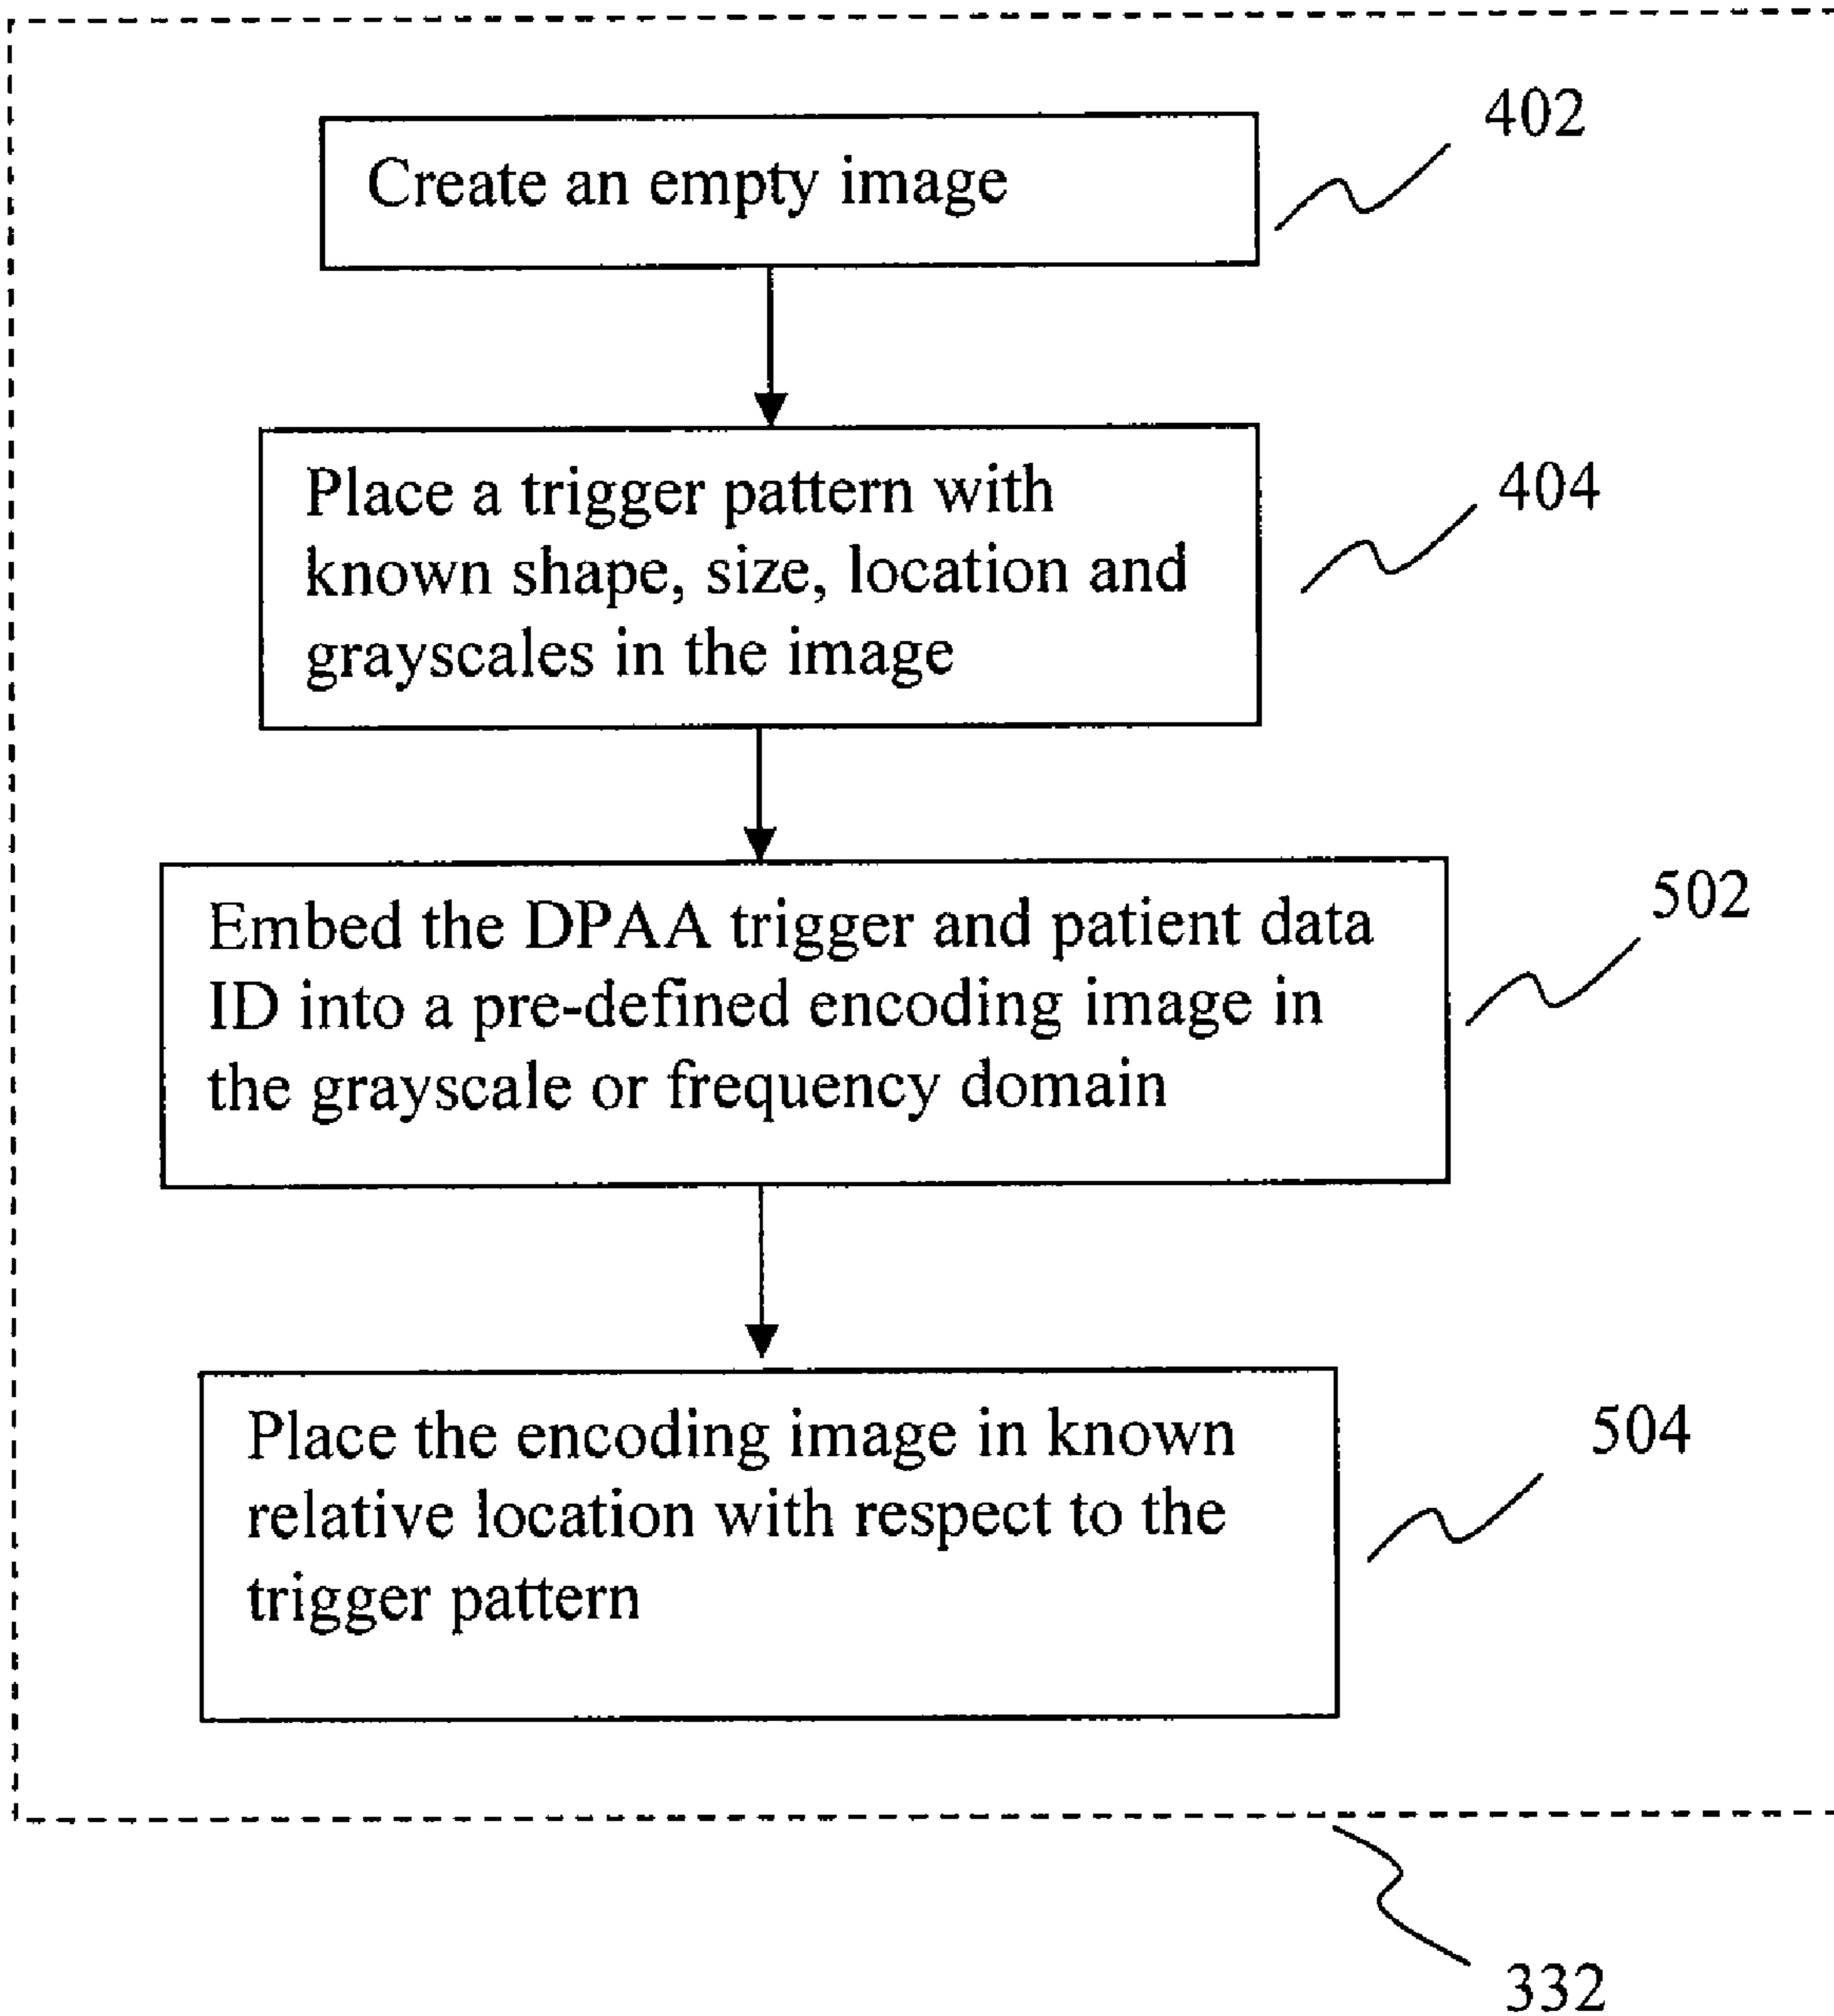 402
Create an empty image
404
Place a trigger pattern with
known shape, size, location and
grayscales in the image
502
Embed the DPAA trigger and patient data
ID into a pre-defined encoding image in
the grayscale or frequency domain
504
Place the encoding image in known
relative location with respect to the
trigger pattern
332